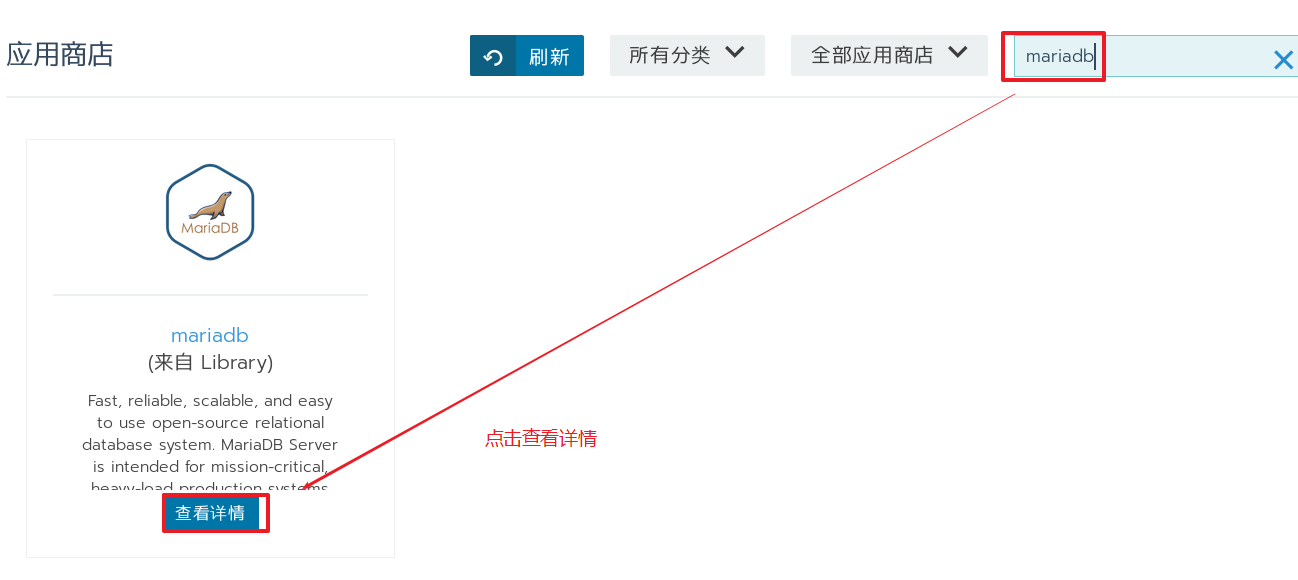 应用商店
刷新
所有分类
全部应用商店
mariadb
MariaDB
mariadb
(来自 Library)
Fast, reliable, scalable, and easy
to use open-source relational
database system. MariaDB Server
is intended for mission-critical,
heavy-load production systems
点击查看详情
查看详情